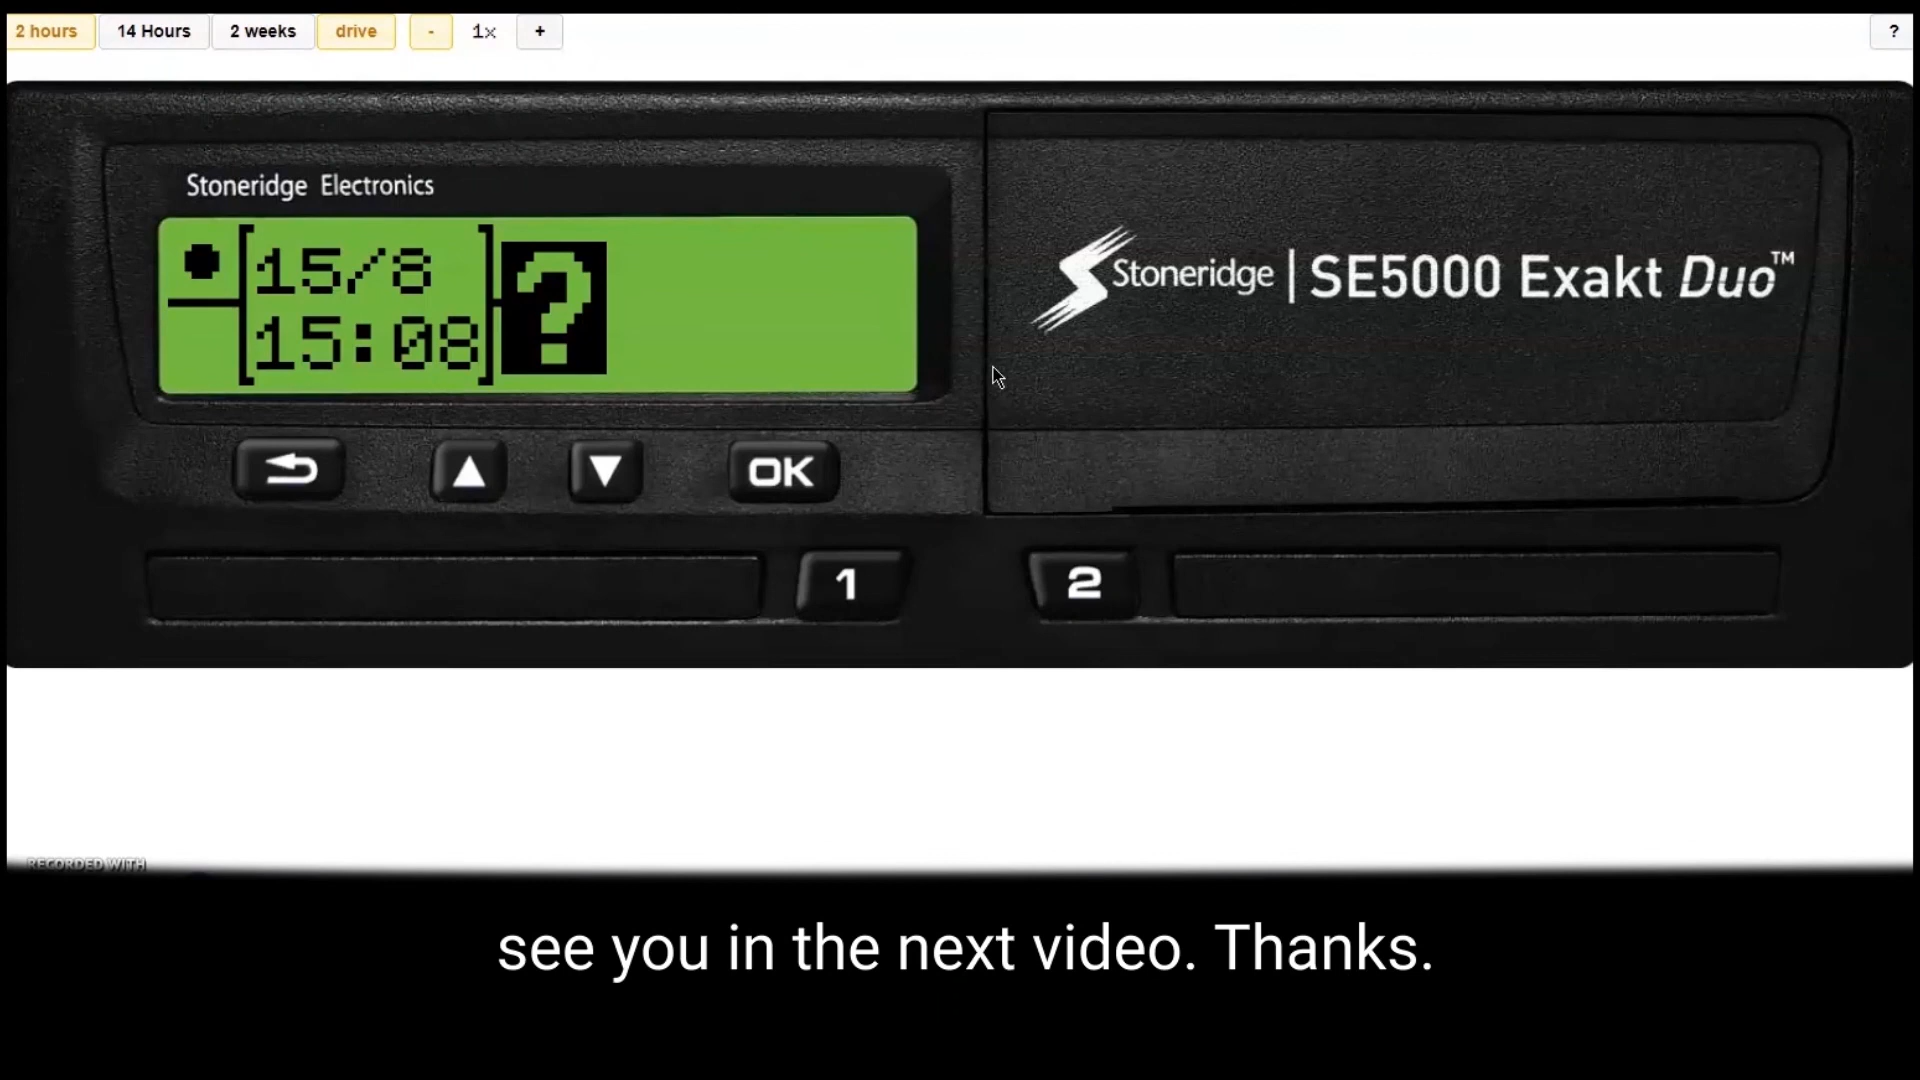 2 hours 14 Hours 2 weeks drive - 1x + ?
Stoneridge Electronics
15/8
15:08
?
Stoneridge | SE5000 Exakt Duo™
OK
1 2
RECORDED WITH
see you in the next video. Thanks.